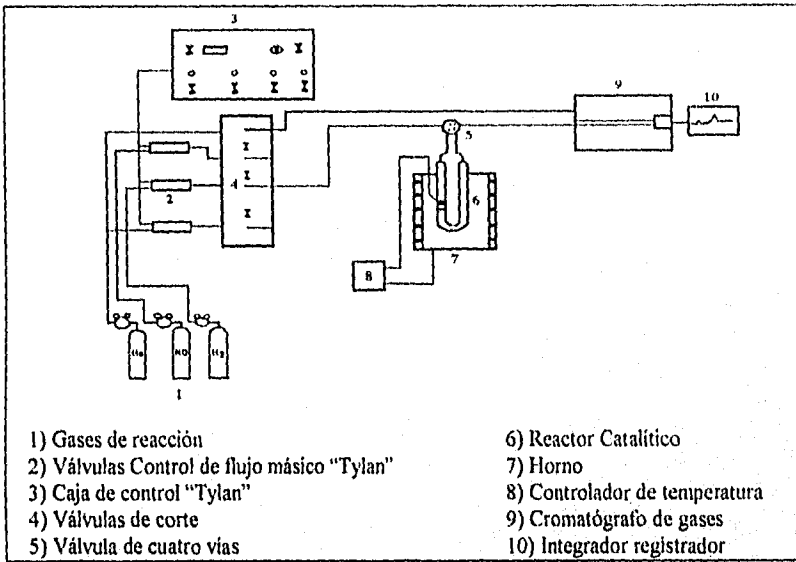 3
9
10
5
4
2
6
7
8
He
NO
H2
1
1) Gases de reacción
2) Válvulas Control de flujo másico "Tylan"
3) Caja de control "Tylan"
4) Válvulas de corte
5) Válvula de cuatro vías
6) Reactor Catalítico
7) Horno
8) Controlador de temperatura
9) Cromatógrafo de gases
10) Integrador registrador